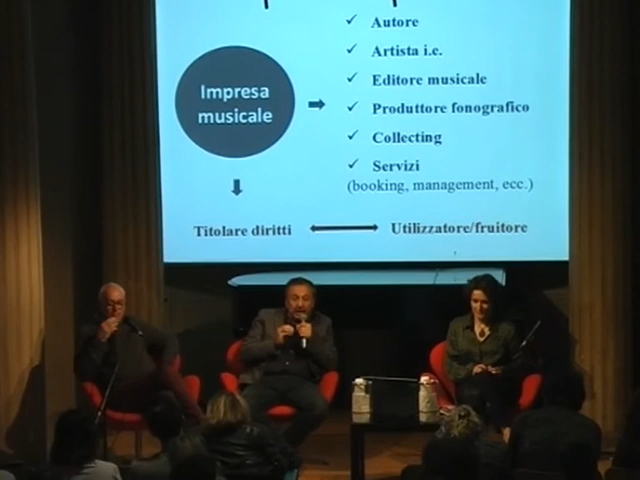 Impresa
musicale
✓ Autore
✓ Artista i.e.
✓ Editore musicale
✓ Produttore fonografico
✓ Collecting
✓ Servizi
(booking, management, ecc.)
Titolare diritti
Utilizzatore/fruitore